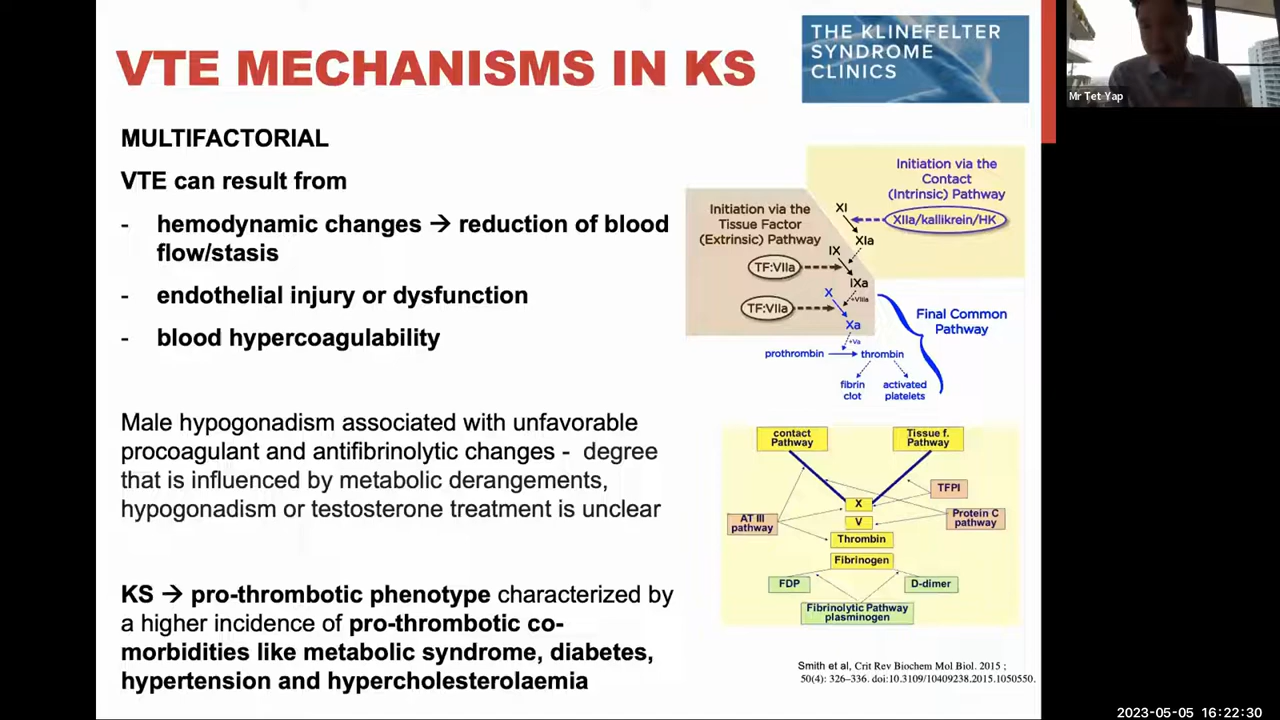 VTE MECHANISMS IN KS
THE KLINEFELTER
SYNDROME
CLINICS
Mr Tet Yap
MULTIFACTORIAL
VTE can result from
- hemodynamic changes → reduction of blood
flow/stasis
- endothelial injury or dysfunction
- blood hypercoagulability
Male hypogonadism associated with unfavorable
procoagulant and antifibrinolytic changes - degree
that is influenced by metabolic derangements,
hypogonadism or testosterone treatment is unclear
KS → pro-thrombotic phenotype characterized by
a higher incidence of pro-thrombotic co-
morbidities like metabolic syndrome, diabetes,
hypertension and hypercholesterolaemia
Initiation via the
Contact
(Intrinsic) Pathway
XIIa/kallikrein/HK
Initiation via the
Tissue Factor
(Extrinsic) Pathway
XI
XIa
IX
TF:VIIa
IXa
+VIIIa
X
TF:VIIa
Xa
+Va
prothrombin
thrombin
Final Common
Pathway
fibrin
clot
activated
platelets
contact
Pathway
Tissue f.
Pathway
TFPI
X
AT III
pathway
V
Protein C
pathway
Thrombin
Fibrinogen
FDP
D-dimer
Fibrinolytic Pathway
plasminogen
Smith et al, Crit Rev Biochem Mol Biol. 2015 ;
50(4): 326–336. doi:10.3109/10409238.2015.1050550.
2023-05-05 16:22:30